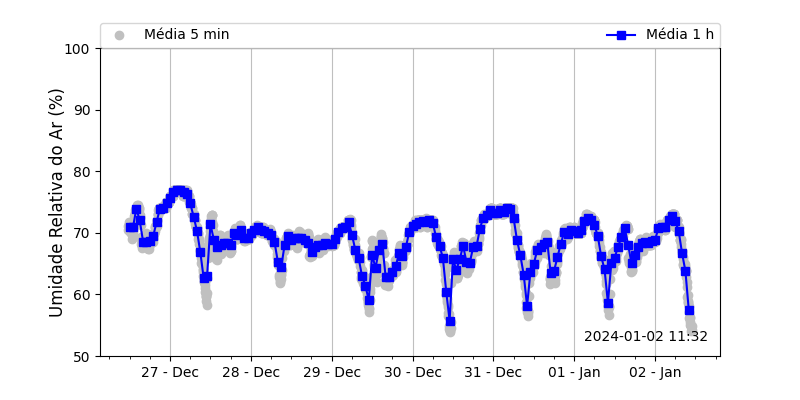 Média 5 min
Média 1 h
Umidade Relativa do Ar (%)
100
90
80
70
60
50
2024-01-02 11:32
27 - Dec
28 - Dec
29 - Dec
30 - Dec
31 - Dec
01 - Jan
02 - Jan